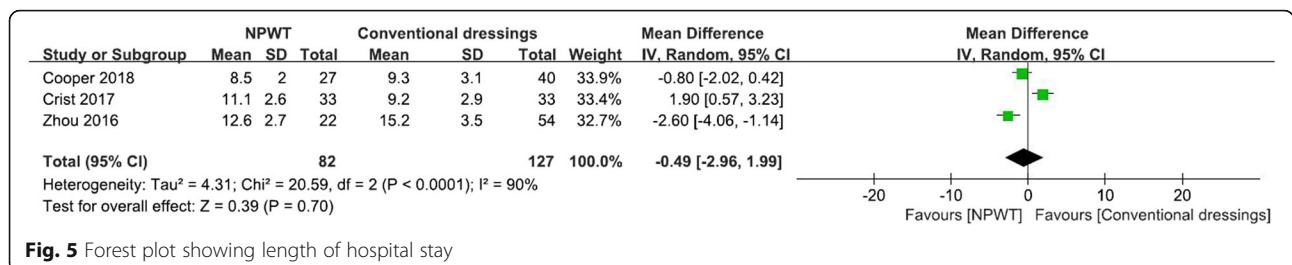 NPWT Conventional dressings Mean Difference Mean Difference
Study or Subgroup Mean SD Total Mean SD Total Weight IV, Random, 95% CI IV, Random, 95% CI
Cooper 2018 8.5 2 27 9.3 3.1 40 33.9% -0.80 [-2.02, 0.42]
Crist 2017 11.1 2.6 33 9.2 2.9 33 33.4% 1.90 [0.57, 3.23]
Zhou 2016 12.6 2.7 22 15.2 3.5 54 32.7% -2.60 [-4.06, -1.14]
Total (95% CI) 82 127 100.0% -0.49 [-2.96, 1.99]
Heterogeneity: Tau² = 4.31; Chi² = 20.59, df = 2 (P < 0.0001); I² = 90%
Test for overall effect: Z = 0.39 (P = 0.70)
-20 -10 0 10 20
Favours [NPWT] Favours [Conventional dressings]
Fig. 5 Forest plot showing length of hospital stay